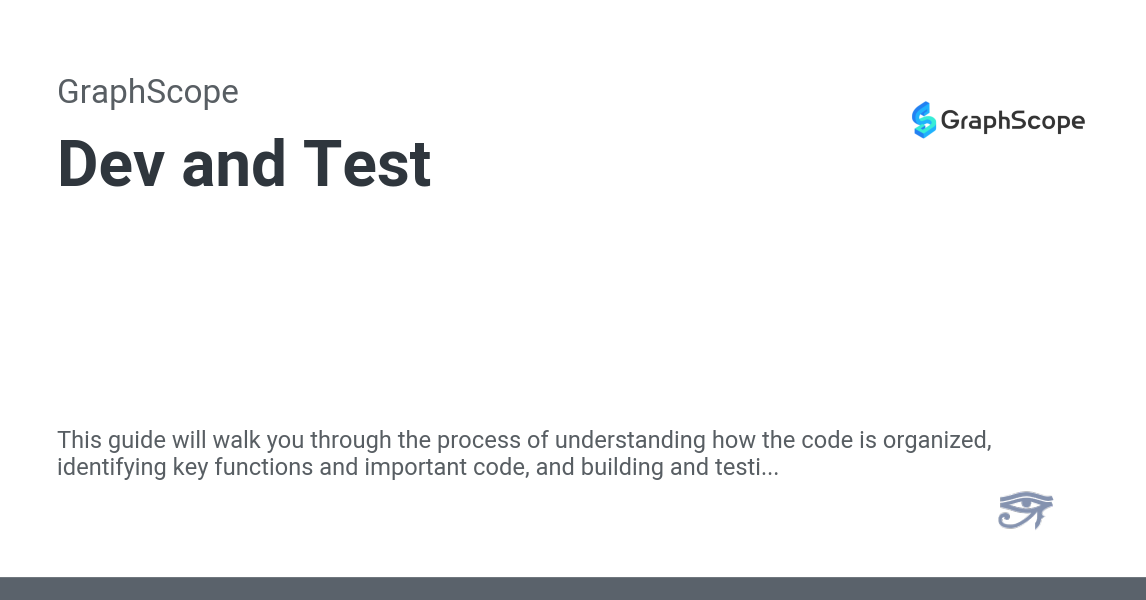 GraphScope
GraphScope
Dev and Test
This guide will walk you through the process of understanding how the code is organized,
identifying key functions and important code, and building and testi...